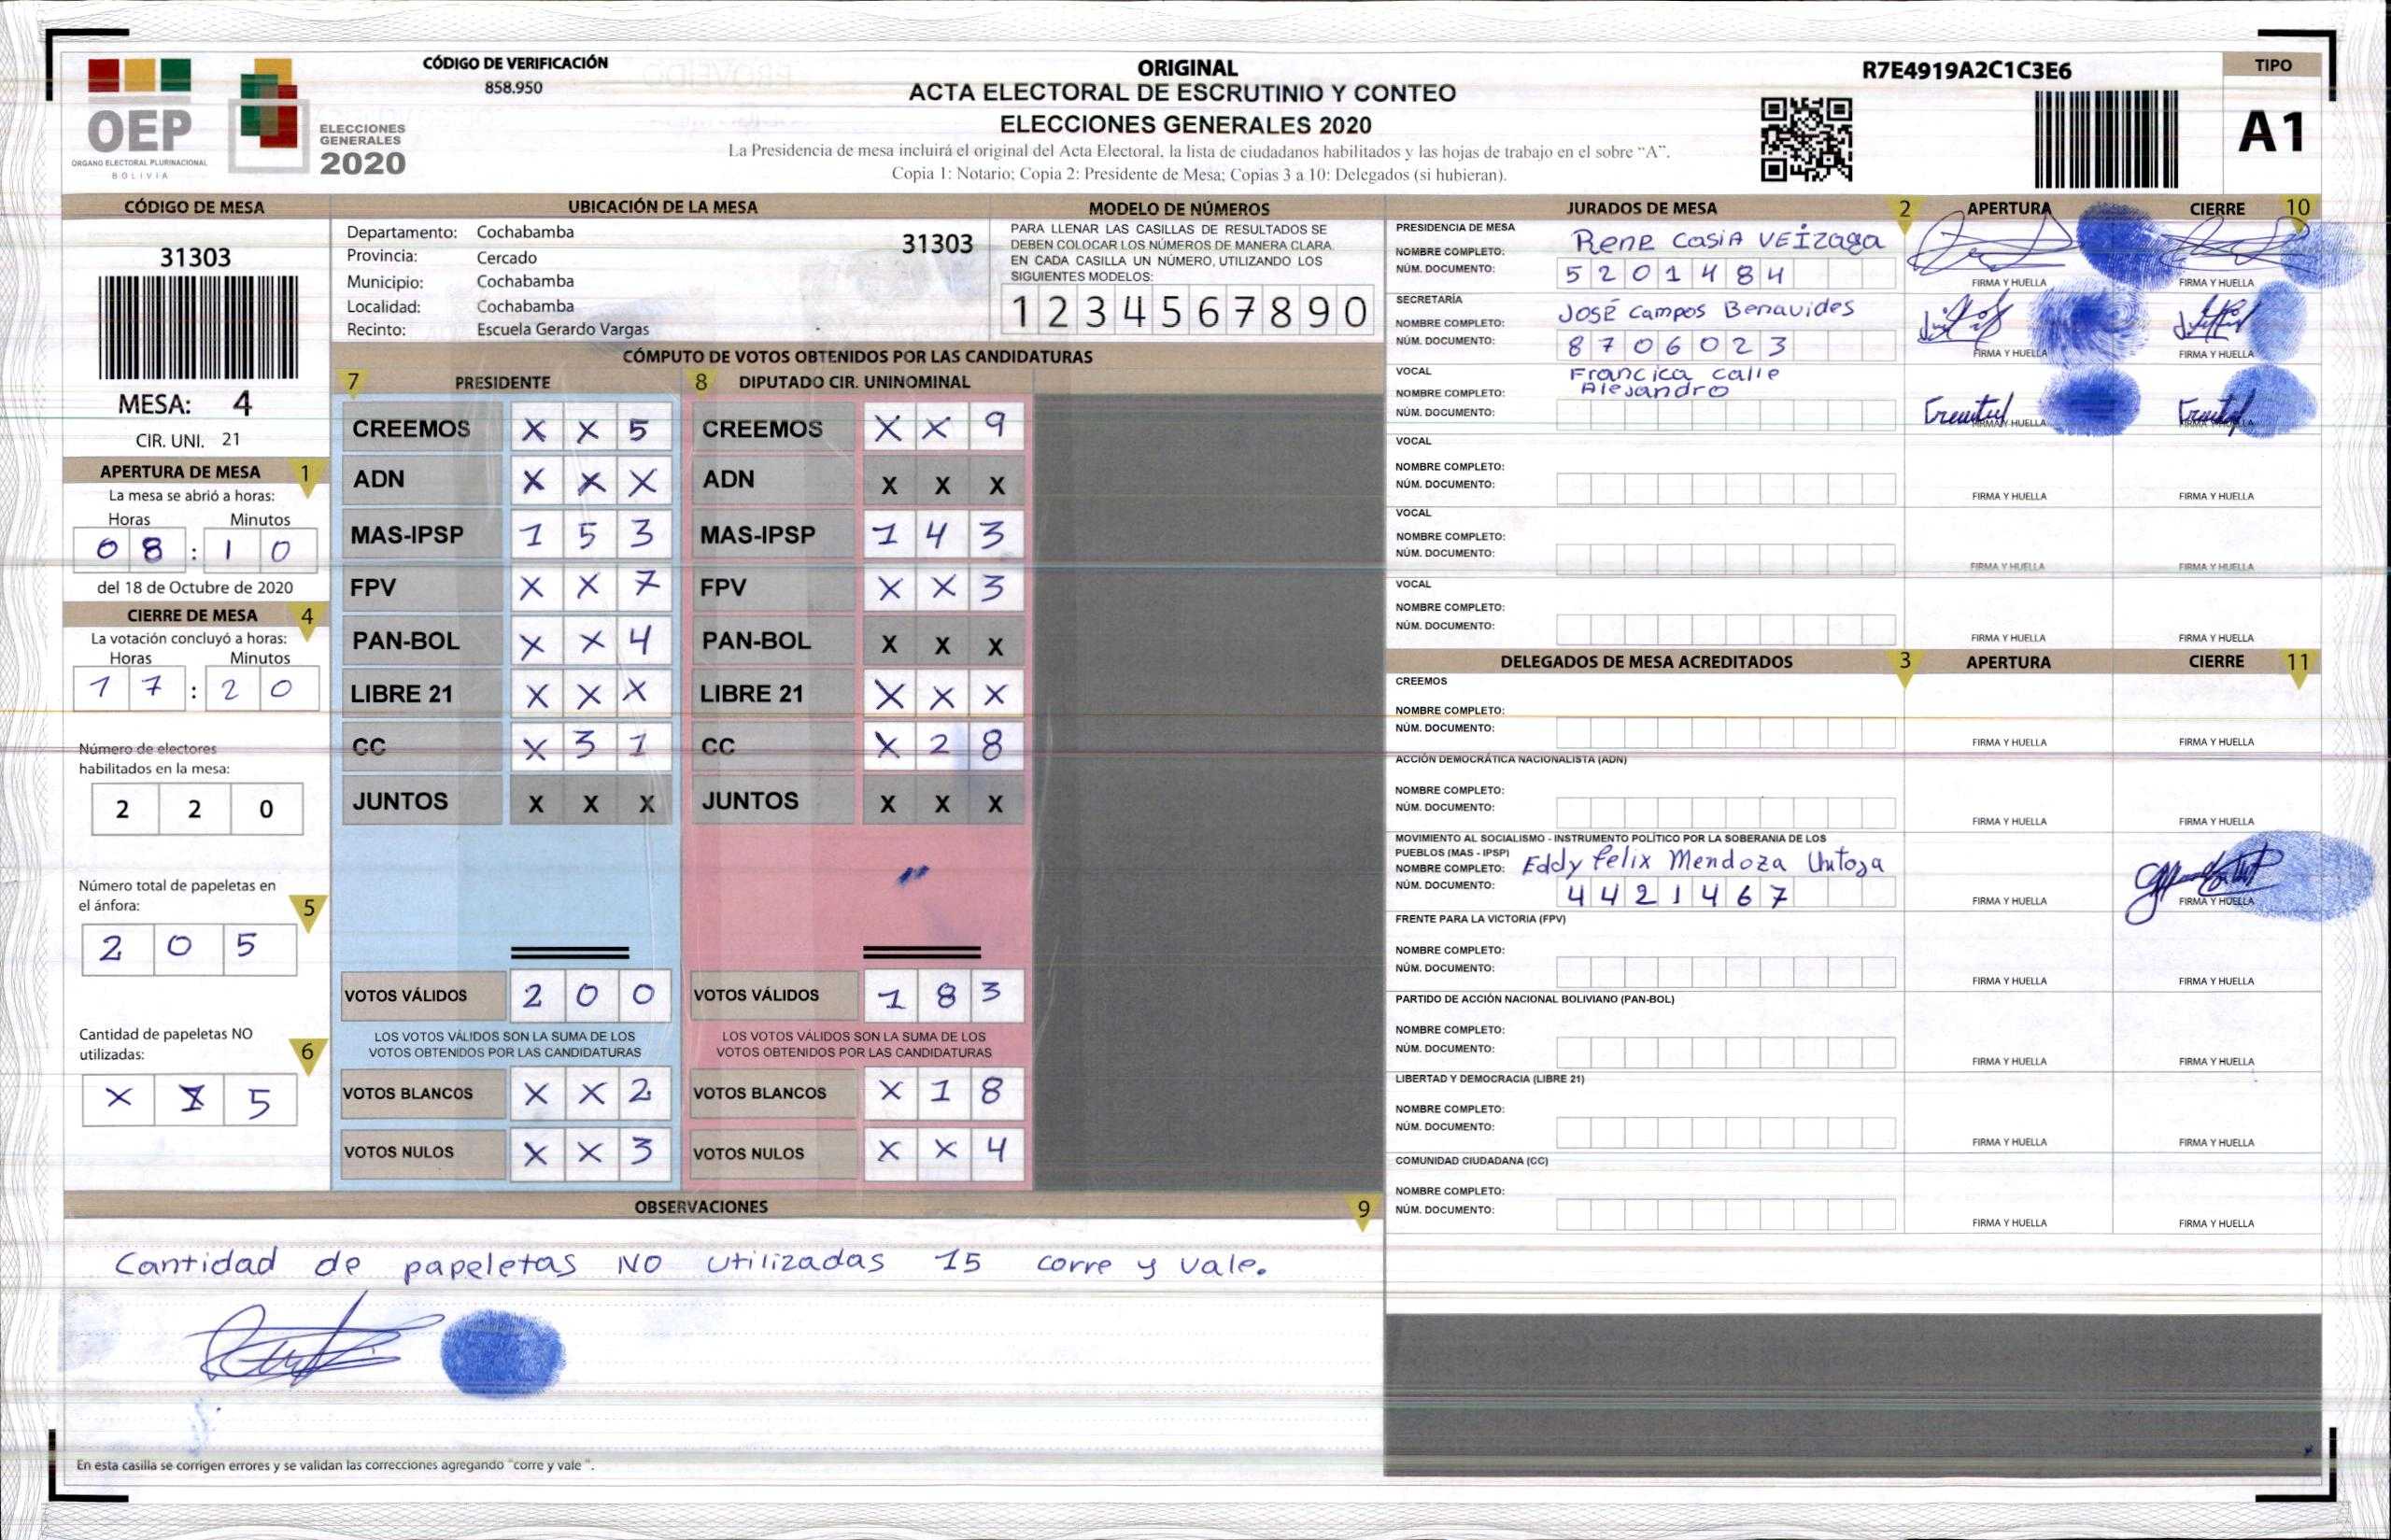 CÓDIGO DE VERIFICACIÓN
858.950
OEP
ORGANO ELECTORAL PLURINACIONAL
BOLIVIA
ELECCIONES
GENERALES
2020
ORIGINAL
ACTA ELECTORAL DE ESCRUTINIO Y CONTEO
ELECCIONES GENERALES 2020
La Presidencia de mesa incluirá el original del Acta Electoral, la lista de ciudadanos habilitados y las hojas de trabajo en el sobre “A”.
Copia 1: Notario; Copia 2: Presidente de Mesa; Copias 3 a 10: Delegados (si hubieran).
R7E4919A2C1C3E6
TIPO
A1
CÓDIGO DE MESA
31303
MESA: 4
CIR. UNI. 21
APERTURA DE MESA 1
La mesa se abrió a horas:
Horas Minutos
0 8 : 1 0
del 18 de Octubre de 2020
CIERRE DE MESA 4
La votación concluyó a horas:
Horas Minutos
1 7 : 2 0
Número de electores
habilitados en la mesa:
2 2 0
Número total de papeletas en
el ánfora: 5
2 0 5
Cantidad de papeletas NO
utilizadas: 6
X 5
UBICACIÓN DE LA MESA
Departamento: Cochabamba
Provincia: Cercado
Municipio: Cochabamba
Localidad: Cochabamba
Recinto: Escuela Gerardo Vargas
31303
MODELO DE NÚMEROS
PARA LLENAR LAS CASILLAS DE RESULTADOS SE
DEBEN COLOCAR LOS NÚMEROS DE MANERA CLARA.
EN CADA CASILLA UN NÚMERO, UTILIZANDO LOS
SIGUIENTES MODELOS:
1 2 3 4 5 6 7 8 9 0
CÓMPUTO DE VOTOS OBTENIDOS POR LAS CANDIDATURAS
7 PRESIDENTE 8 DIPUTADO CIR. UNINOMINAL
CREEMOS X X 5 CREEMOS X X 9
ADN X X X ADN X X X
MAS-IPSP 1 5 3 MAS-IPSP 1 4 3
FPV X X 7 FPV X X 3
PAN-BOL X X 4 PAN-BOL X X X
LIBRE 21 X X X LIBRE 21 X X X
CC X 3 1 CC X 2 8
JUNTOS X X X JUNTOS X X X
VOTOS VÁLIDOS 2 0 0 VOTOS VÁLIDOS 1 8 3
LOS VOTOS VÁLIDOS SON LA SUMA DE LOS LOS VOTOS VÁLIDOS SON LA SUMA DE LOS
VOTOS OBTENIDOS POR LAS CANDIDATURAS VOTOS OBTENIDOS POR LAS CANDIDATURAS
VOTOS BLANCOS X X 2 VOTOS BLANCOS X 1 8
VOTOS NULOS X X 3 VOTOS NULOS X X 4
OBSERVACIONES 9
Cantidad de papeletas NO utilizadas 15 corre y vale.
En esta casilla se corrigen errores y se validan las correcciones agregando "corre y vale ".
JURADOS DE MESA 2 APERTURA CIERRE 10
PRESIDENCIA DE MESA
NOMBRE COMPLETO: Rene Casia VEIzaga
NÚM. DOCUMENTO: 5 2 0 1 4 8 4 FIRMA Y HUELLA FIRMA Y HUELLA
SECRETARÍA
NOMBRE COMPLETO: JOSÉ Campos Benavides
NÚM. DOCUMENTO: 8 7 0 6 0 2 3 FIRMA Y HUELLA FIRMA Y HUELLA
VOCAL
NOMBRE COMPLETO: Francica Calle
Alejandro
NÚM. DOCUMENTO: FIRMA Y HUELLA FIRMA Y HUELLA
VOCAL
NOMBRE COMPLETO:
NÚM. DOCUMENTO: FIRMA Y HUELLA FIRMA Y HUELLA
VOCAL
NOMBRE COMPLETO:
NÚM. DOCUMENTO: FIRMA Y HUELLA FIRMA Y HUELLA
VOCAL
NOMBRE COMPLETO:
NÚM. DOCUMENTO: FIRMA Y HUELLA FIRMA Y HUELLA
DELEGADOS DE MESA ACREDITADOS 3 APERTURA CIERRE 11
CREEMOS
NOMBRE COMPLETO:
NÚM. DOCUMENTO: FIRMA Y HUELLA FIRMA Y HUELLA
ACCIÓN DEMOCRÁTICA NACIONALISTA (ADN)
NOMBRE COMPLETO:
NÚM. DOCUMENTO: FIRMA Y HUELLA FIRMA Y HUELLA
MOVIMIENTO AL SOCIALISMO - INSTRUMENTO POLÍTICO POR LA SOBERANIA DE LOS
PUEBLOS (MAS - IPSP)
NOMBRE COMPLETO: Eddy felix Mendoza
NÚM. DOCUMENTO: 4 4 2 1 4 6 7 FIRMA Y HUELLA FIRMA Y HUELLA
FRENTE PARA LA VICTORIA (FPV)
NOMBRE COMPLETO:
NÚM. DOCUMENTO: FIRMA Y HUELLA FIRMA Y HUELLA
PARTIDO DE ACCIÓN NACIONAL BOLIVIANO (PAN-BOL)
NOMBRE COMPLETO:
NÚM. DOCUMENTO: FIRMA Y HUELLA FIRMA Y HUELLA
LIBERTAD Y DEMOCRACIA (LIBRE 21)
NOMBRE COMPLETO:
NÚM. DOCUMENTO: FIRMA Y HUELLA FIRMA Y HUELLA
COMUNIDAD CIUDADANA (CC)
NOMBRE COMPLETO:
NÚM. DOCUMENTO: FIRMA Y HUELLA FIRMA Y HUELLA